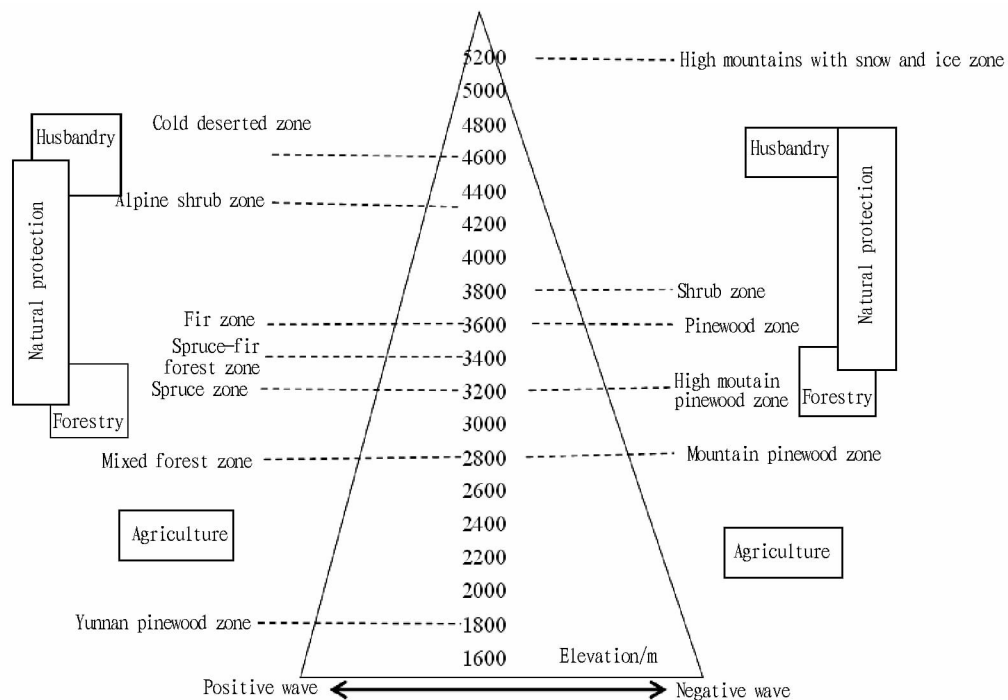 5200
High mountains with snow and ice zone
5000
Husbandry
Cold deserted zone
4800
Husbandry
4600
Natural protection
Alpine shrub zone
4400
4200
Natural protection
4000
3800
Shrub zone
Fir zone
3600
Pinewood zone
Spruce-fir
forest zone
3400
Spruce zone
3200
High moutain
pinewood zone
Forestry
Forestry
3000
Mixed forest zone
2800
Mountain pinewood zone
2600
Agriculture
2400
Agriculture
2200
2000
Yunnan pinewood zone
1800
1600
Elevation/m
Positive wave
Negative wave